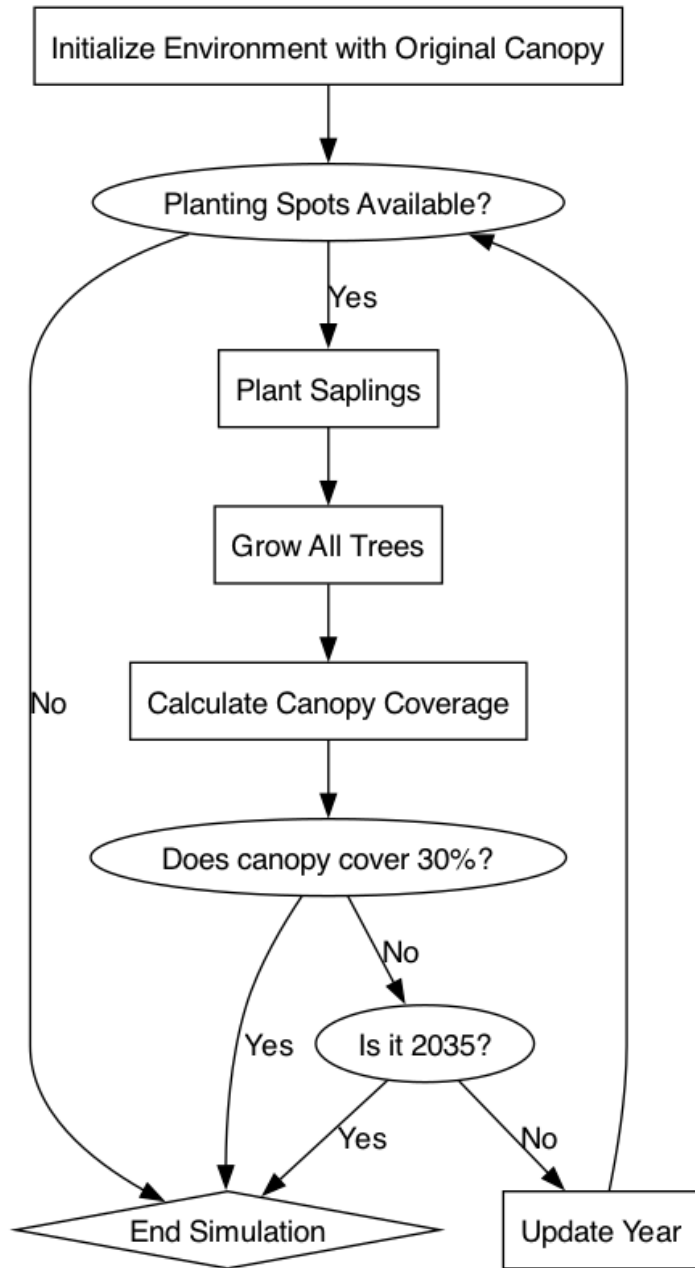 Initialize Environment with Original Canopy
Planting Spots Available?
Yes
Plant Saplings
Grow All Trees
No
Calculate Canopy Coverage
Does canopy cover 30%?
No
Yes
Is it 2035?
Yes
No
End Simulation
Update Year